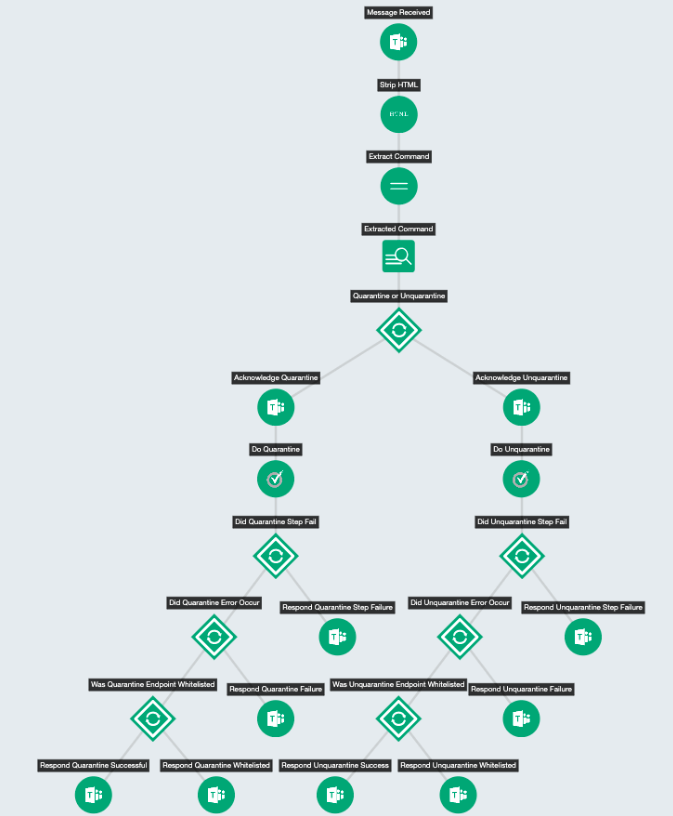 Message Received
Strip HTML
HTML
Extract Command
Extracted Command
Quarantine or Unquarantine
Acknowledge Quarantine
Acknowledge Unquarantine
Do Quarantine
Do Unquarantine
Did Quarantine Step Fail
Did Unquarantine Step Fail
Did Quarantine Error Occur
Respond Quarantine Step Failure
Did Unquarantine Error Occur
Respond Unquarantine Step Failure
Was Quarantine Endpoint Whitelisted
Respond Quarantine Failure
Was Unquarantine Endpoint Whitelisted
Respond Unquarantine Failure
Respond Quarantine Successful
Respond Quarantine Whitelisted
Respond Unquarantine Success
Respond Unquarantine Whitelisted